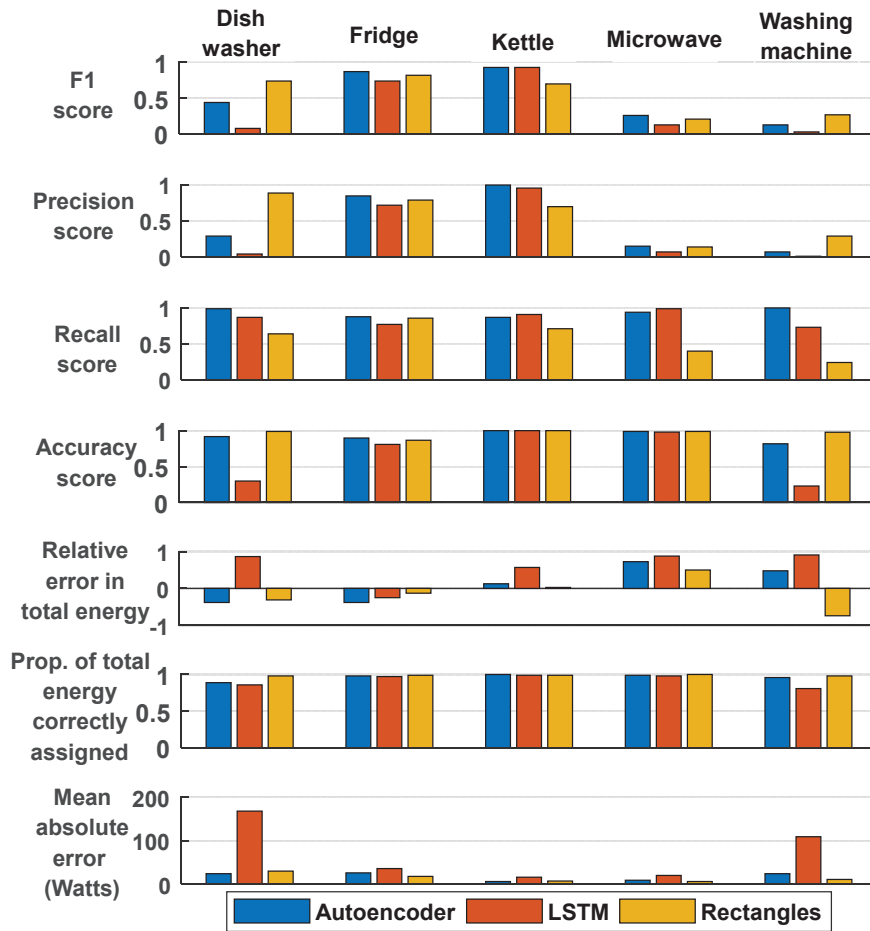 Dish
washer
Fridge
Kettle
Microwave
Washing
machine
F1
score
1
0.5
0
Precision
score
1
0.5
0
Recall
score
1
0.5
0
Accuracy
score
1
0.5
0
Relative
error in
total energy
1
0
-1
Prop. of total
energy
correctly
assigned
1
0.5
0
Mean
absolute
error
(Watts)
200
100
0
Autoencoder LSTM Rectangles